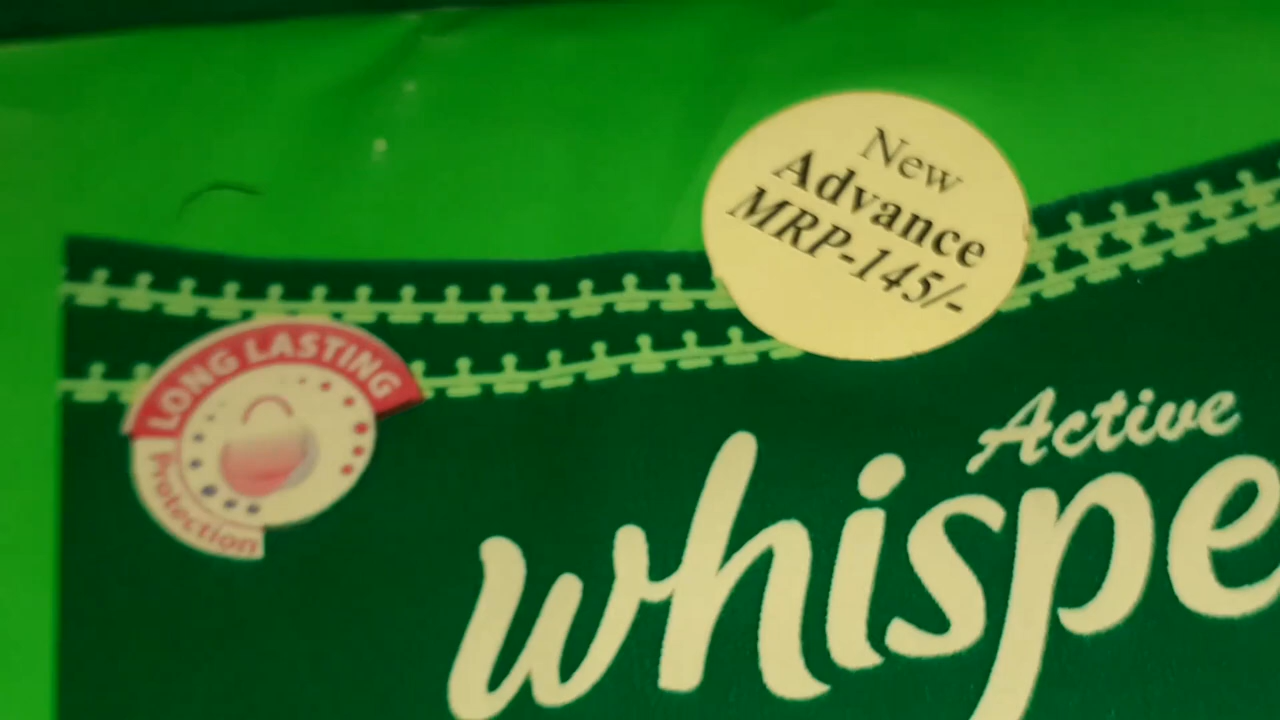 New
Advance
MRP-145/-
LONG LASTING
Protection
Active
whispe